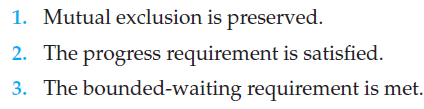 1. Mutual exclusion is preserved.
2. The progress requirement is satisfied.
3. The bounded-waiting requirement is met.